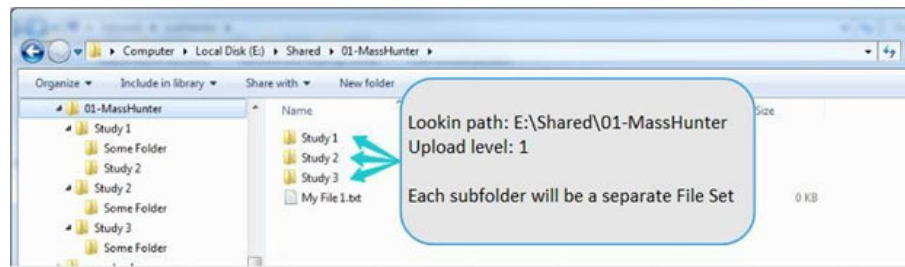 Computer ▸ Local Disk (E:) ▸ Shared ▸ 01-MassHunter ▸
Organize ▾ Include in library ▾ Share with ▾ New folder
01-MassHunter
Study 1
Some Folder
Study 2
Study 2
Some Folder
Study 3
Some Folder
Name
Size
Study 1
Study 2
Study 3
My File 1.txt
0 KB
Lookin path: E:\Shared\01-MassHunter
Upload level: 1
Each subfolder will be a separate File Set